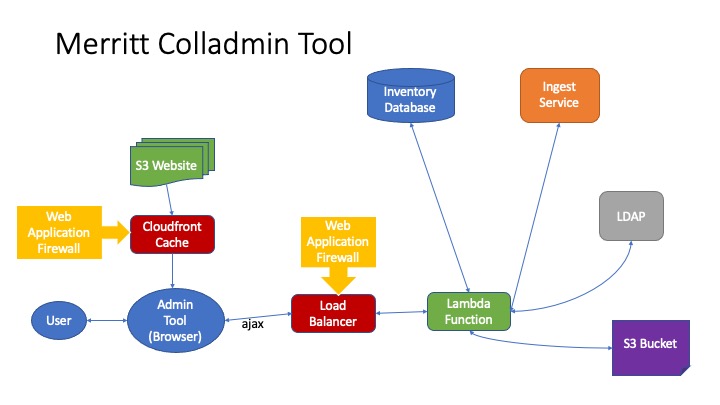 Merritt Colladmin Tool
Inventory
Database
Ingest
Service
S3 Website
Web
Application
Firewall
Cloudfront
Cache
Web
Application
Firewall
LDAP
User
Admin
Tool
(Browser)
ajax
Load
Balancer
Lambda
Function
S3 Bucket